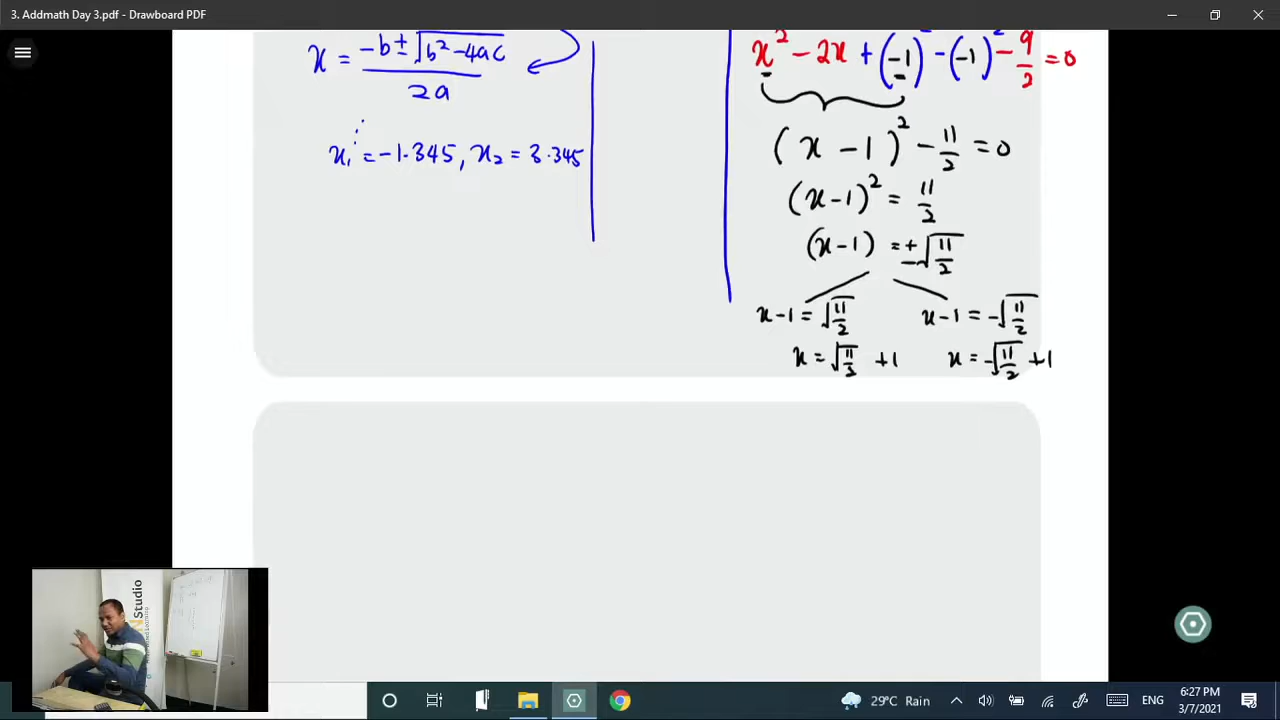 3. Addmath Day 3.pdf - Drawboard PDF
x = -b ± √b² - 4ac / 2a
x₁ = -1.345, x₂ = 3.345
x² - 2x + (-1)² - (-1)² - 9/2 = 0
(x - 1)² - 11/2 = 0
(x - 1)² = 11/2
(x - 1) = ± √11/2
x - 1 = √11/2
x - 1 = -√11/2
x = √11/2 + 1
x = -√11/2 + 1
Studio
29°C Rain
ENG
6:27 PM
3/7/2021